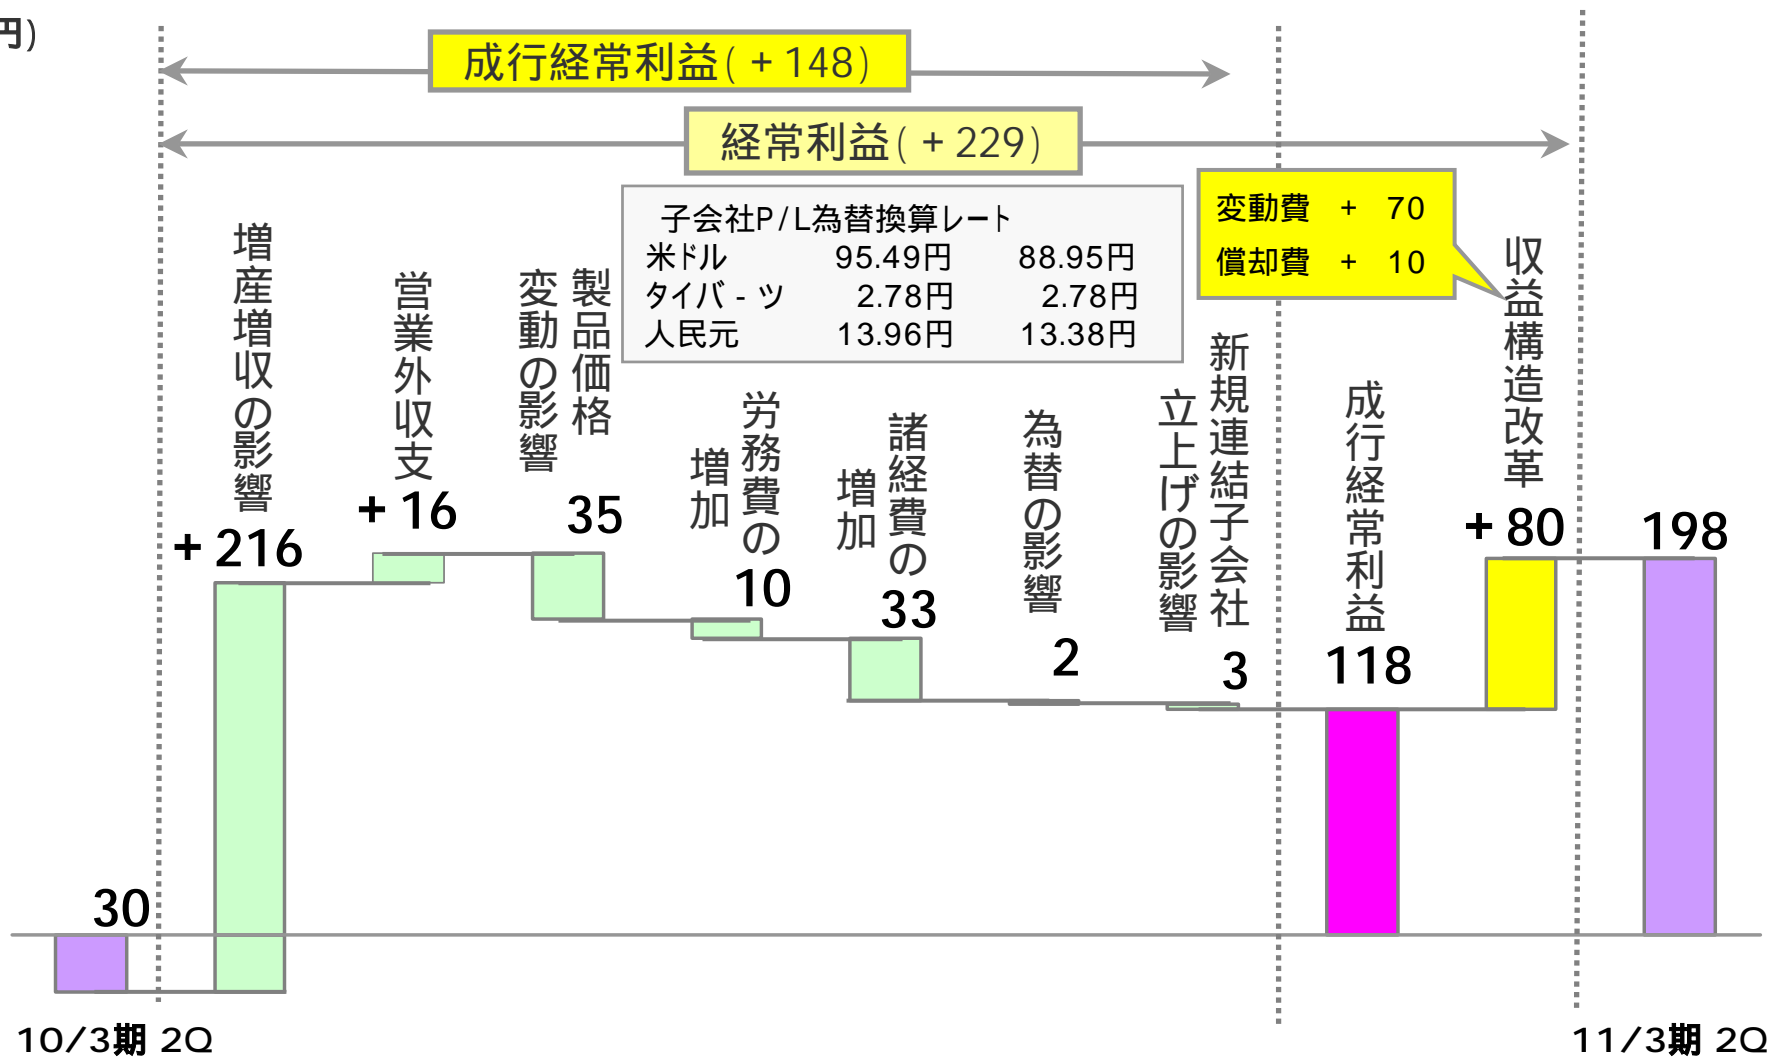 円)
成行経常利益(+148)
経常利益(+229)
子会社P/L為替換算レート
米ドル 95.49円 88.95円
タイバ-ツ 2.78円 2.78円
人民元 13.96円 13.38円
変動費 + 70
償却費 + 10
増産増収の影響
+216
営業外収支
+16
製品価格
変動の影響
35
労務費の
増加
10
諸経費の
増加
33
為替の影響
2
新規連結子会社
立上げの影響
3
成行経常利益
118
収益構造改革
+80
198
30
10/3期 2Q
11/3期 2Q